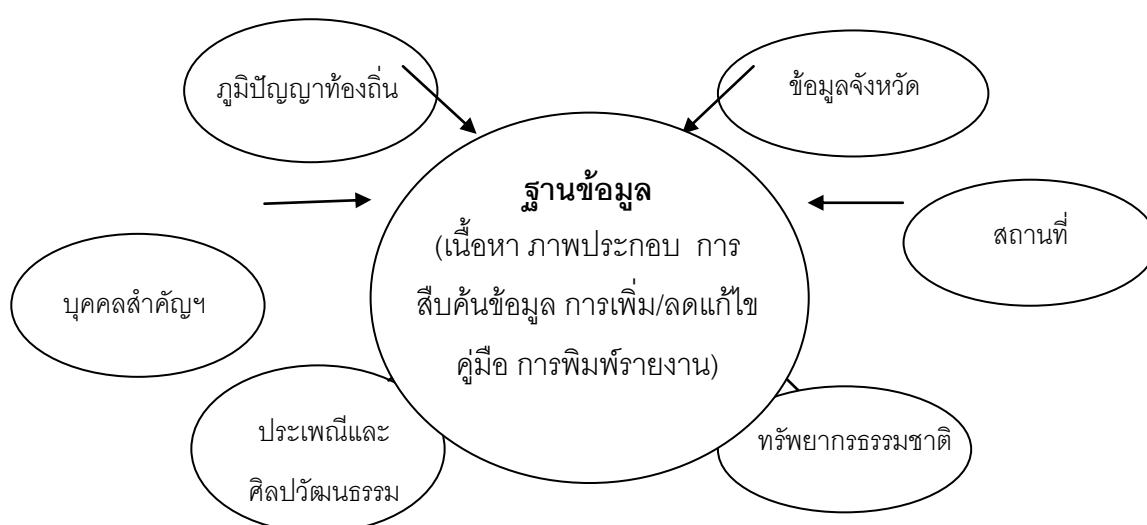 ภูมิปัญญาท้องถิ่น
ข้อมูลจังหวัด
ฐานข้อมูล
(เนื้อหา ภาพประกอบ  การ
สืบค้นข้อมูล การเพิ่ม/ลดแก้ไข
คู่มือ การพิมพ์รายงาน)
สถานที่
บุคคลสำคัญฯ
ประเพณีและ
ศิลปวัฒนธรรม
ทรัพยากรธรรมชาติ